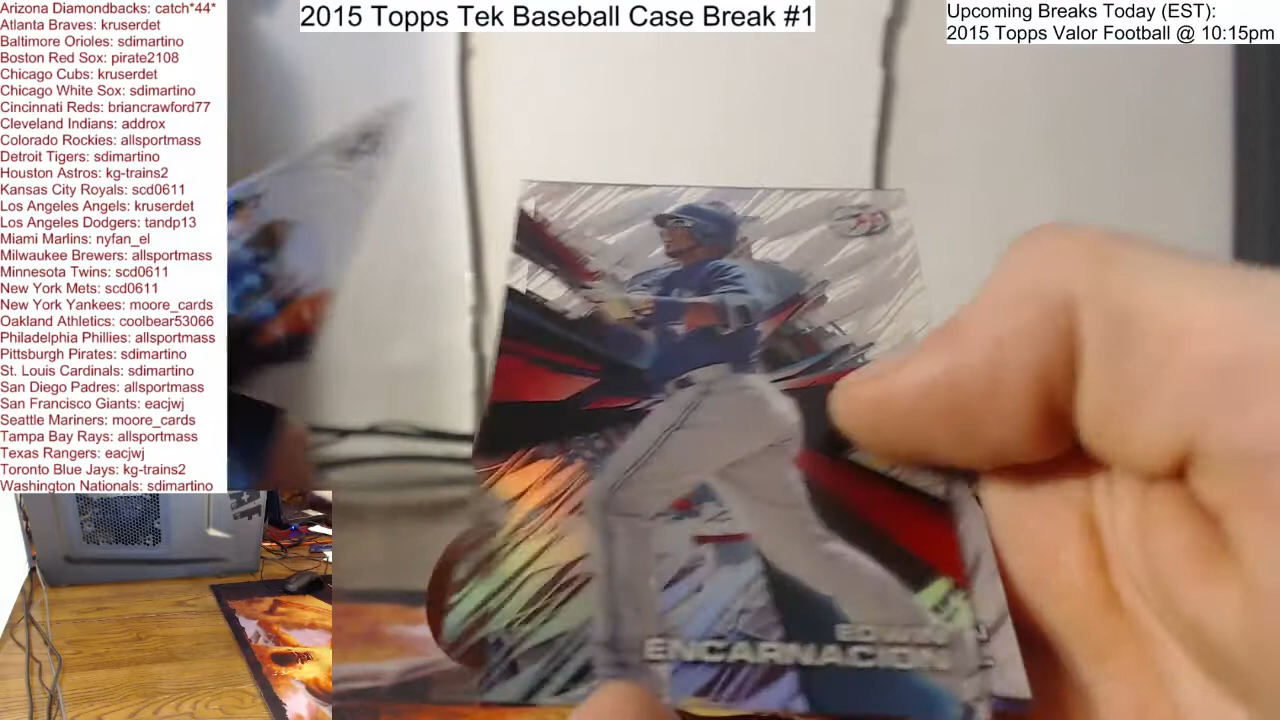 Arizona Diamondbacks: catch*44*
Atlanta Braves: kruserdet
Baltimore Orioles: sdimartino
Boston Red Sox: pirate2108
Chicago Cubs: kruserdet
Chicago White Sox: sdimartino
Cincinnati Reds: briancrawford77
Cleveland Indians: addrox
Colorado Rockies: allsportmass
Detroit Tigers: sdimartino
Houston Astros: kg-trains2
Kansas City Royals: scd0611
Los Angeles Angels: kruserdet
Los Angeles Dodgers: tandp13
Miami Marlins: nyfan_el
Milwaukee Brewers: allsportmass
Minnesota Twins: scd0611
New York Mets: scd0611
New York Yankees: moore_cards
Oakland Athletics: coolbear53066
Philadelphia Phillies: allsportmass
Pittsburgh Pirates: sdimartino
St. Louis Cardinals: sdimartino
San Diego Padres: allsportmass
San Francisco Giants: eacjwj
Seattle Mariners: moore_cards
Tampa Bay Rays: allsportmass
Texas Rangers: eacjwj
Toronto Blue Jays: kg-trains2
Washington Nationals: sdimartino
2015 Topps Tek Baseball Case Break #1
Upcoming Breaks Today (EST):
2015 Topps Valor Football @ 10:15pm
EDWIN
ENCARNACION